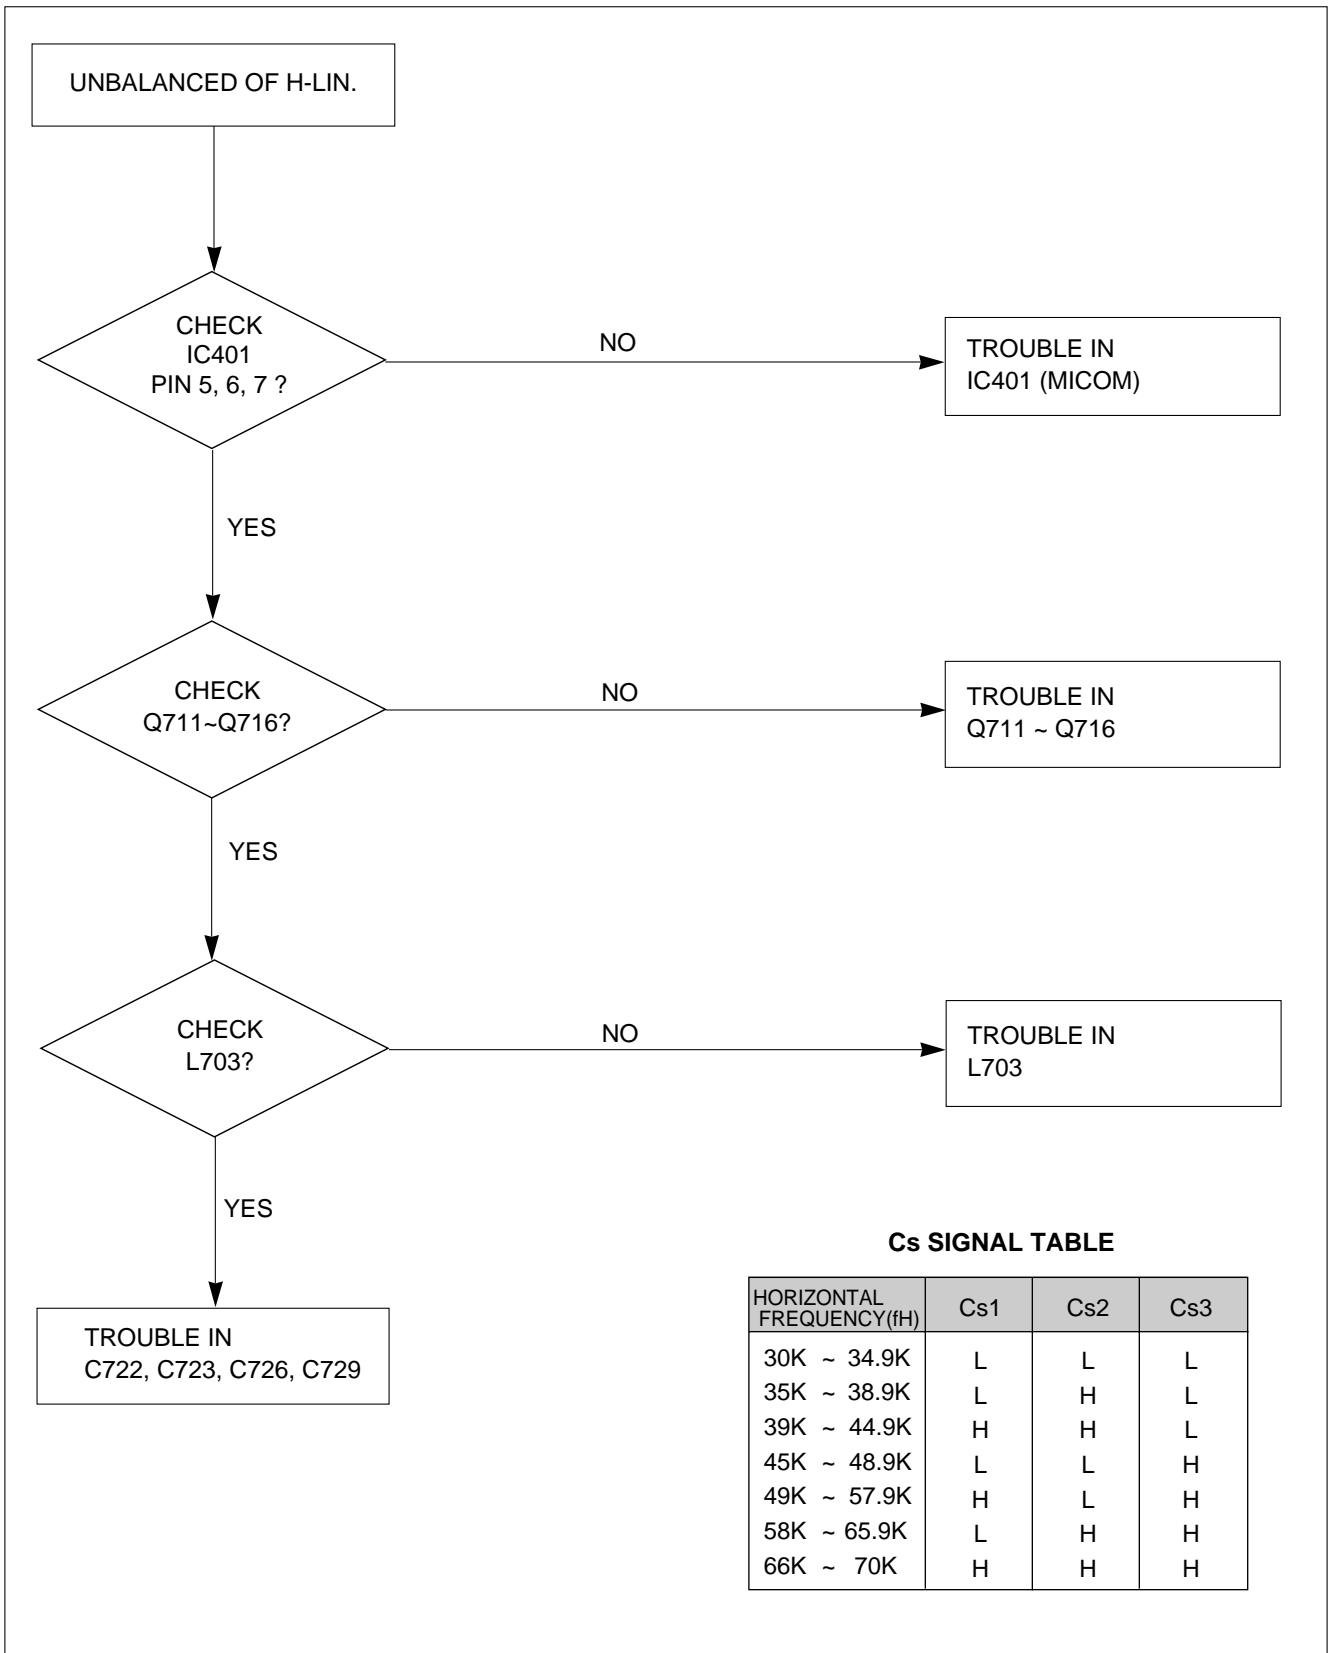 UNBALANCED OF H-LIN.
CHECK
IC401
PIN 5, 6, 7 ?
NO
TROUBLE IN
IC401 (MICOM)
YES
CHECK
Q711~Q716?
NO
TROUBLE IN
Q711 ~ Q716
YES
CHECK
L703?
NO
TROUBLE IN
L703
YES
TROUBLE IN
C722, C723, C726, C729
Cs SIGNAL TABLE
HORIZONTAL
FREQUENCY(fH) Cs1 Cs2 Cs3
30K ~ 34.9K L L L
35K ~ 38.9K L H L
39K ~ 44.9K H H L
45K ~ 48.9K L L H
49K ~ 57.9K H L H
58K ~ 65.9K L H H
66K ~ 70K H H H